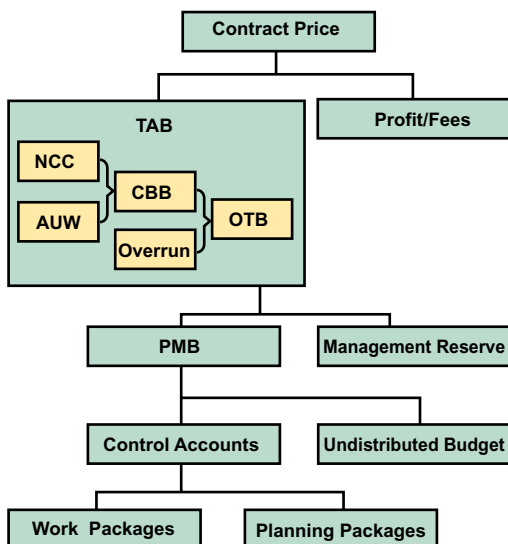 Contract Price
TAB
Profit/Fees
NCC
CBB
AUW
OTB
Overrun
PMB
Management Reserve
Control Accounts
Undistributed Budget
Work Packages
Planning Packages